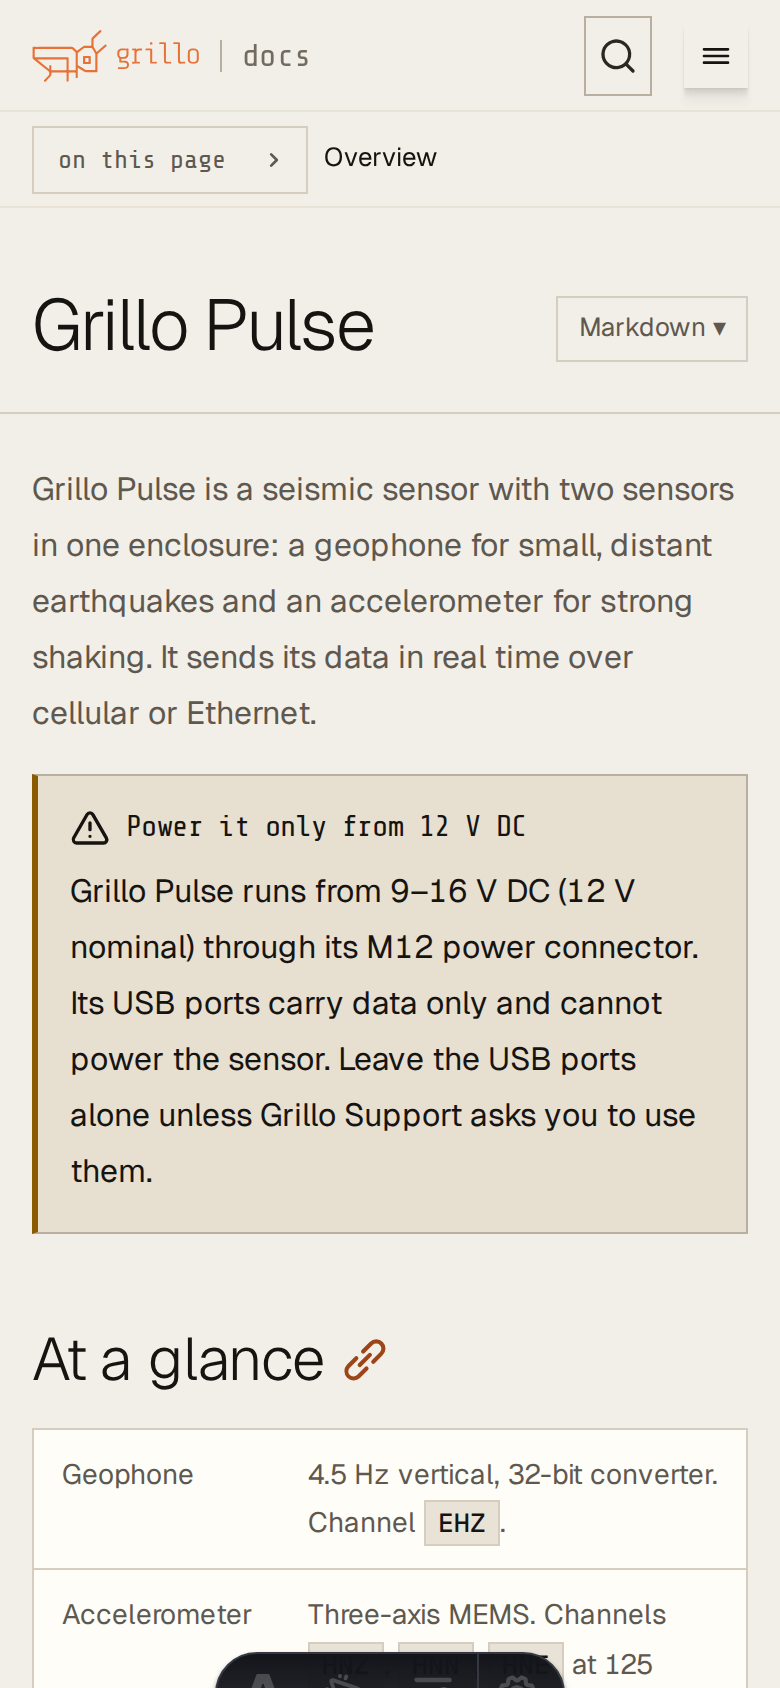 grillo | docs
on this page > Overview
Grillo Pulse
Markdown ▾
Grillo Pulse is a seismic sensor with two sensors
in one enclosure: a geophone for small, distant
earthquakes and an accelerometer for strong
shaking. It sends its data in real time over
cellular or Ethernet.
Power it only from 12 V DC
Grillo Pulse runs from 9–16 V DC (12 V
nominal) through its M12 power connector.
Its USB ports carry data only and cannot
power the sensor. Leave the USB ports
alone unless Grillo Support asks you to use
them.
At a glance
Geophone
4.5 Hz vertical, 32-bit converter.
Channel EHZ.
Accelerometer
Three-axis MEMS. Channels
HNZ, HNN, HNE at 125